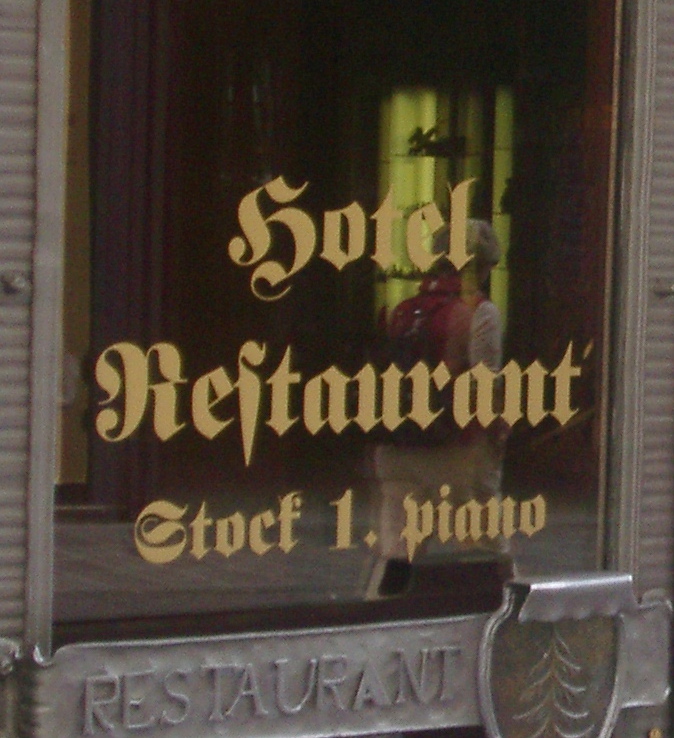 Hotel
Reſtaurant
Stock 1. piano
RESTAURANT